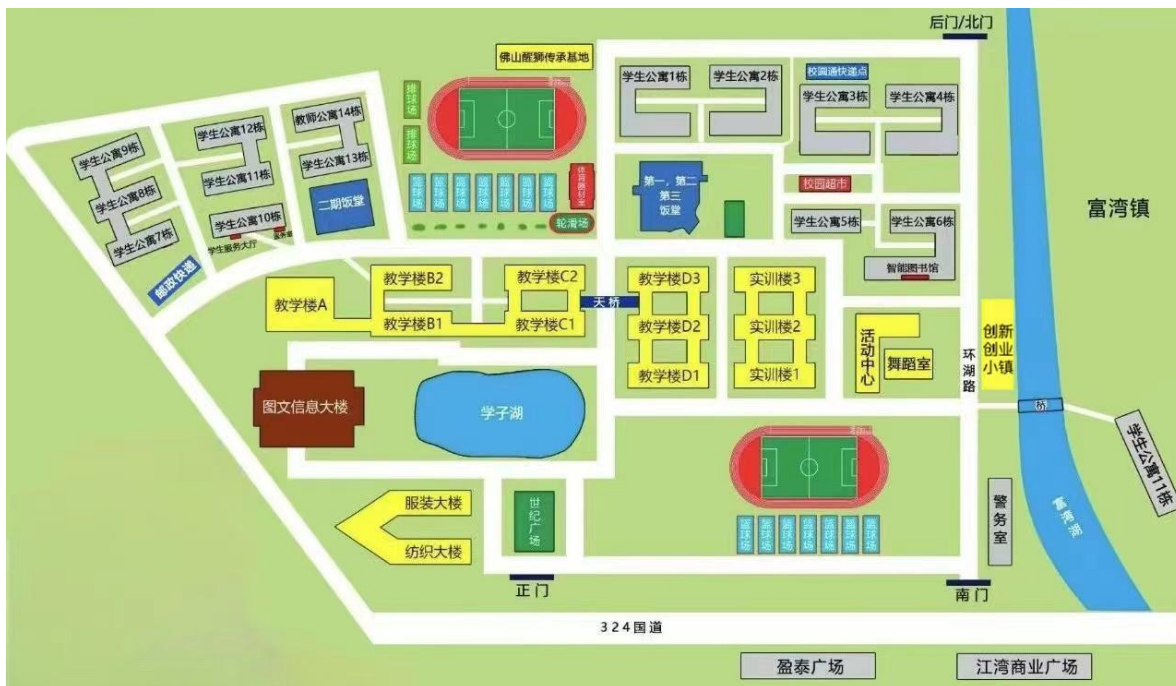 后门/北门
佛山醒狮传承基地
学生公寓1栋
学生公寓2栋
校园通快递点
学生公寓3栋
学生公寓4栋
排球场
排球场
教师公寓14栋
学生公寓12栋
学生公寓9栋
学生公寓13栋
学生公寓11栋
学生公寓8栋
二期饭堂
学生公寓10栋
学生公寓7栋
学生服务大厅
邮政快递
篮球场
篮球场
篮球场
篮球场
篮球场
篮球场
篮球场
体育器材室
轮滑场
第一，第二
第三
饭堂
校园超市
学生公寓5栋
学生公寓6栋
智能图书馆
富湾镇
教学楼A
教学楼B2
教学楼B1
教学楼C2
教学楼C1
天桥
教学楼D3
教学楼D2
教学楼D1
实训楼3
实训楼2
实训楼1
活动中心
舞蹈室
环湖路
创新
创业
小镇
桥
学生公寓11栋
图文信息大楼
学子湖
服装大楼
纺织大楼
世纪广场
篮球场
篮球场
篮球场
篮球场
篮球场
篮球场
篮球场
警务室
富湾湖
正门
南门
324国道
盈泰广场
江湾商业广场